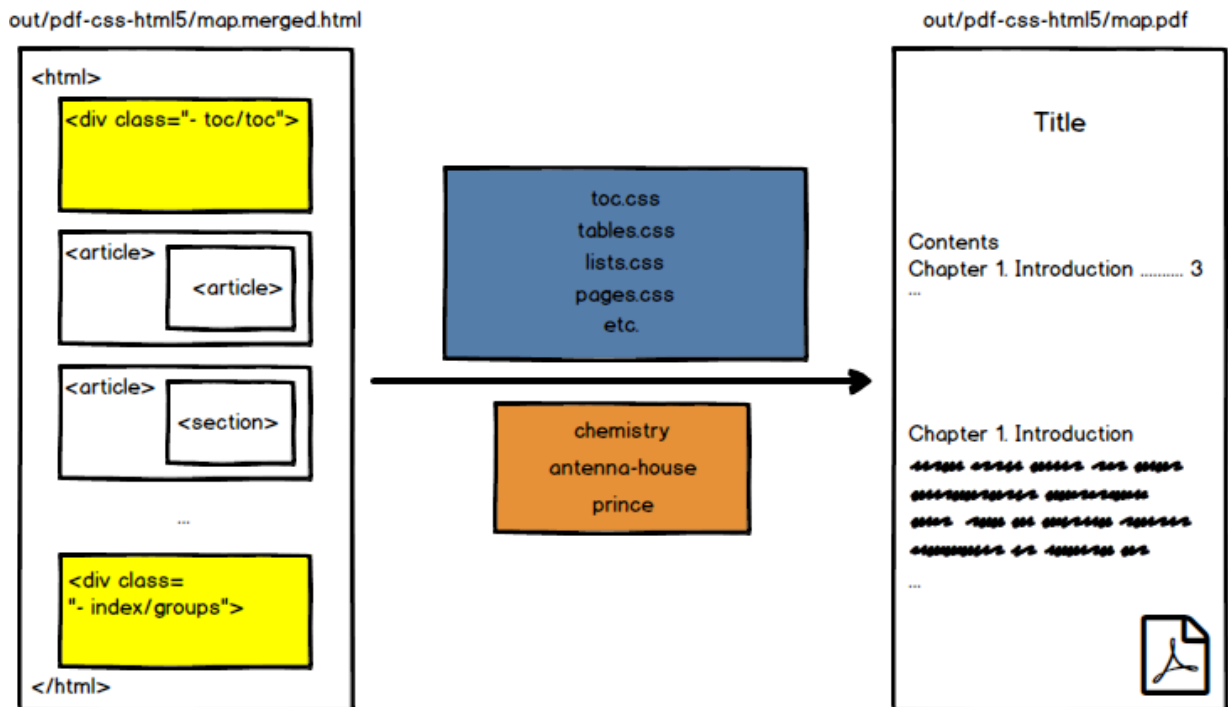 out/pdf-css-html5/map.merged.html
<html>
<div class="- toc/toc">
<article>
<article>
<article>
<section>
...
<div class=
"- index/groups">
</html>
toc.css
tables.css
lists.css
pages.css
etc.
chemistry
antenna-house
prince
out/pdf-css-html5/map.pdf
Title
Contents
Chapter 1. Introduction .......... 3
...
Chapter 1. Introduction
...